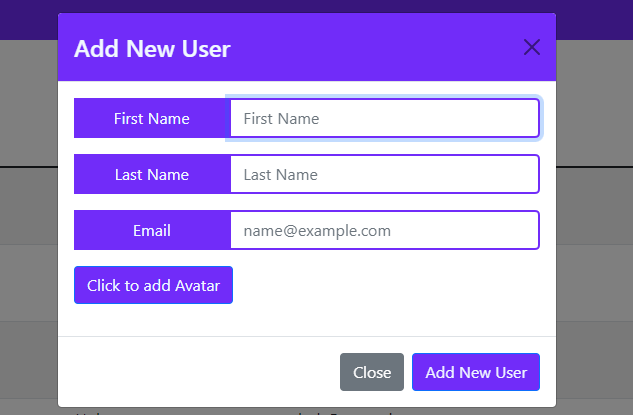 Add New User
First Name
First Name
Last Name
Last Name
Email
name@example.com
Click to add Avatar
Close
Add New User